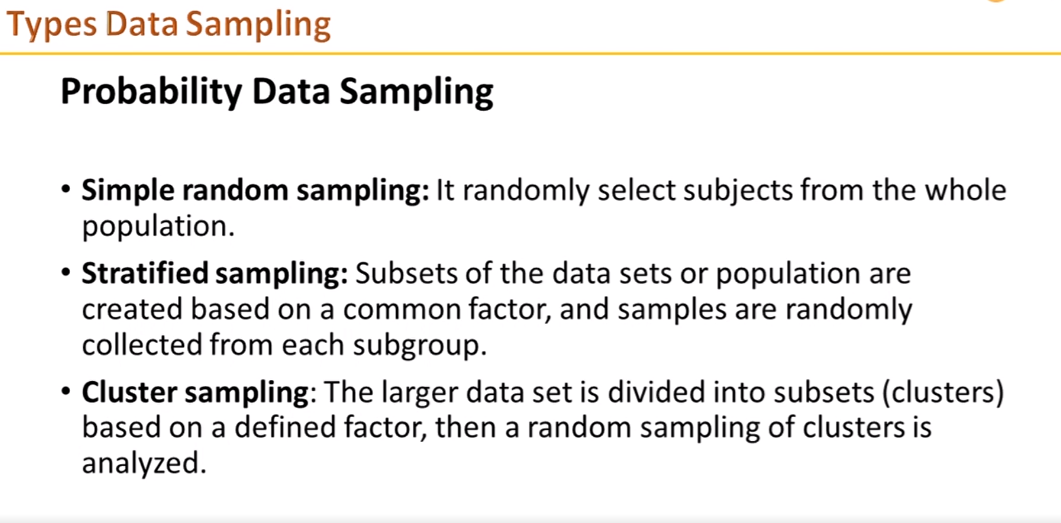 Types Data Sampling
Probability Data Sampling
• Simple random sampling: It randomly select subjects from the whole
population.
• Stratified sampling: Subsets of the data sets or population are
created based on a common factor, and samples are randomly
collected from each subgroup.
• Cluster sampling: The larger data set is divided into subsets (clusters)
based on a defined factor, then a random sampling of clusters is
analyzed.